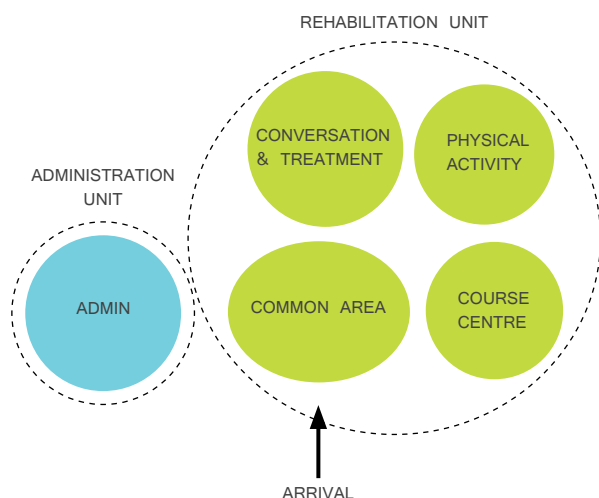 REHABILITATION UNIT
CONVERSATION
& TREATMENT
PHYSICAL
ACTIVITY
ADMINISTRATION
UNIT
ADMIN
COMMON AREA
COURSE
CENTRE
ARRIVAL